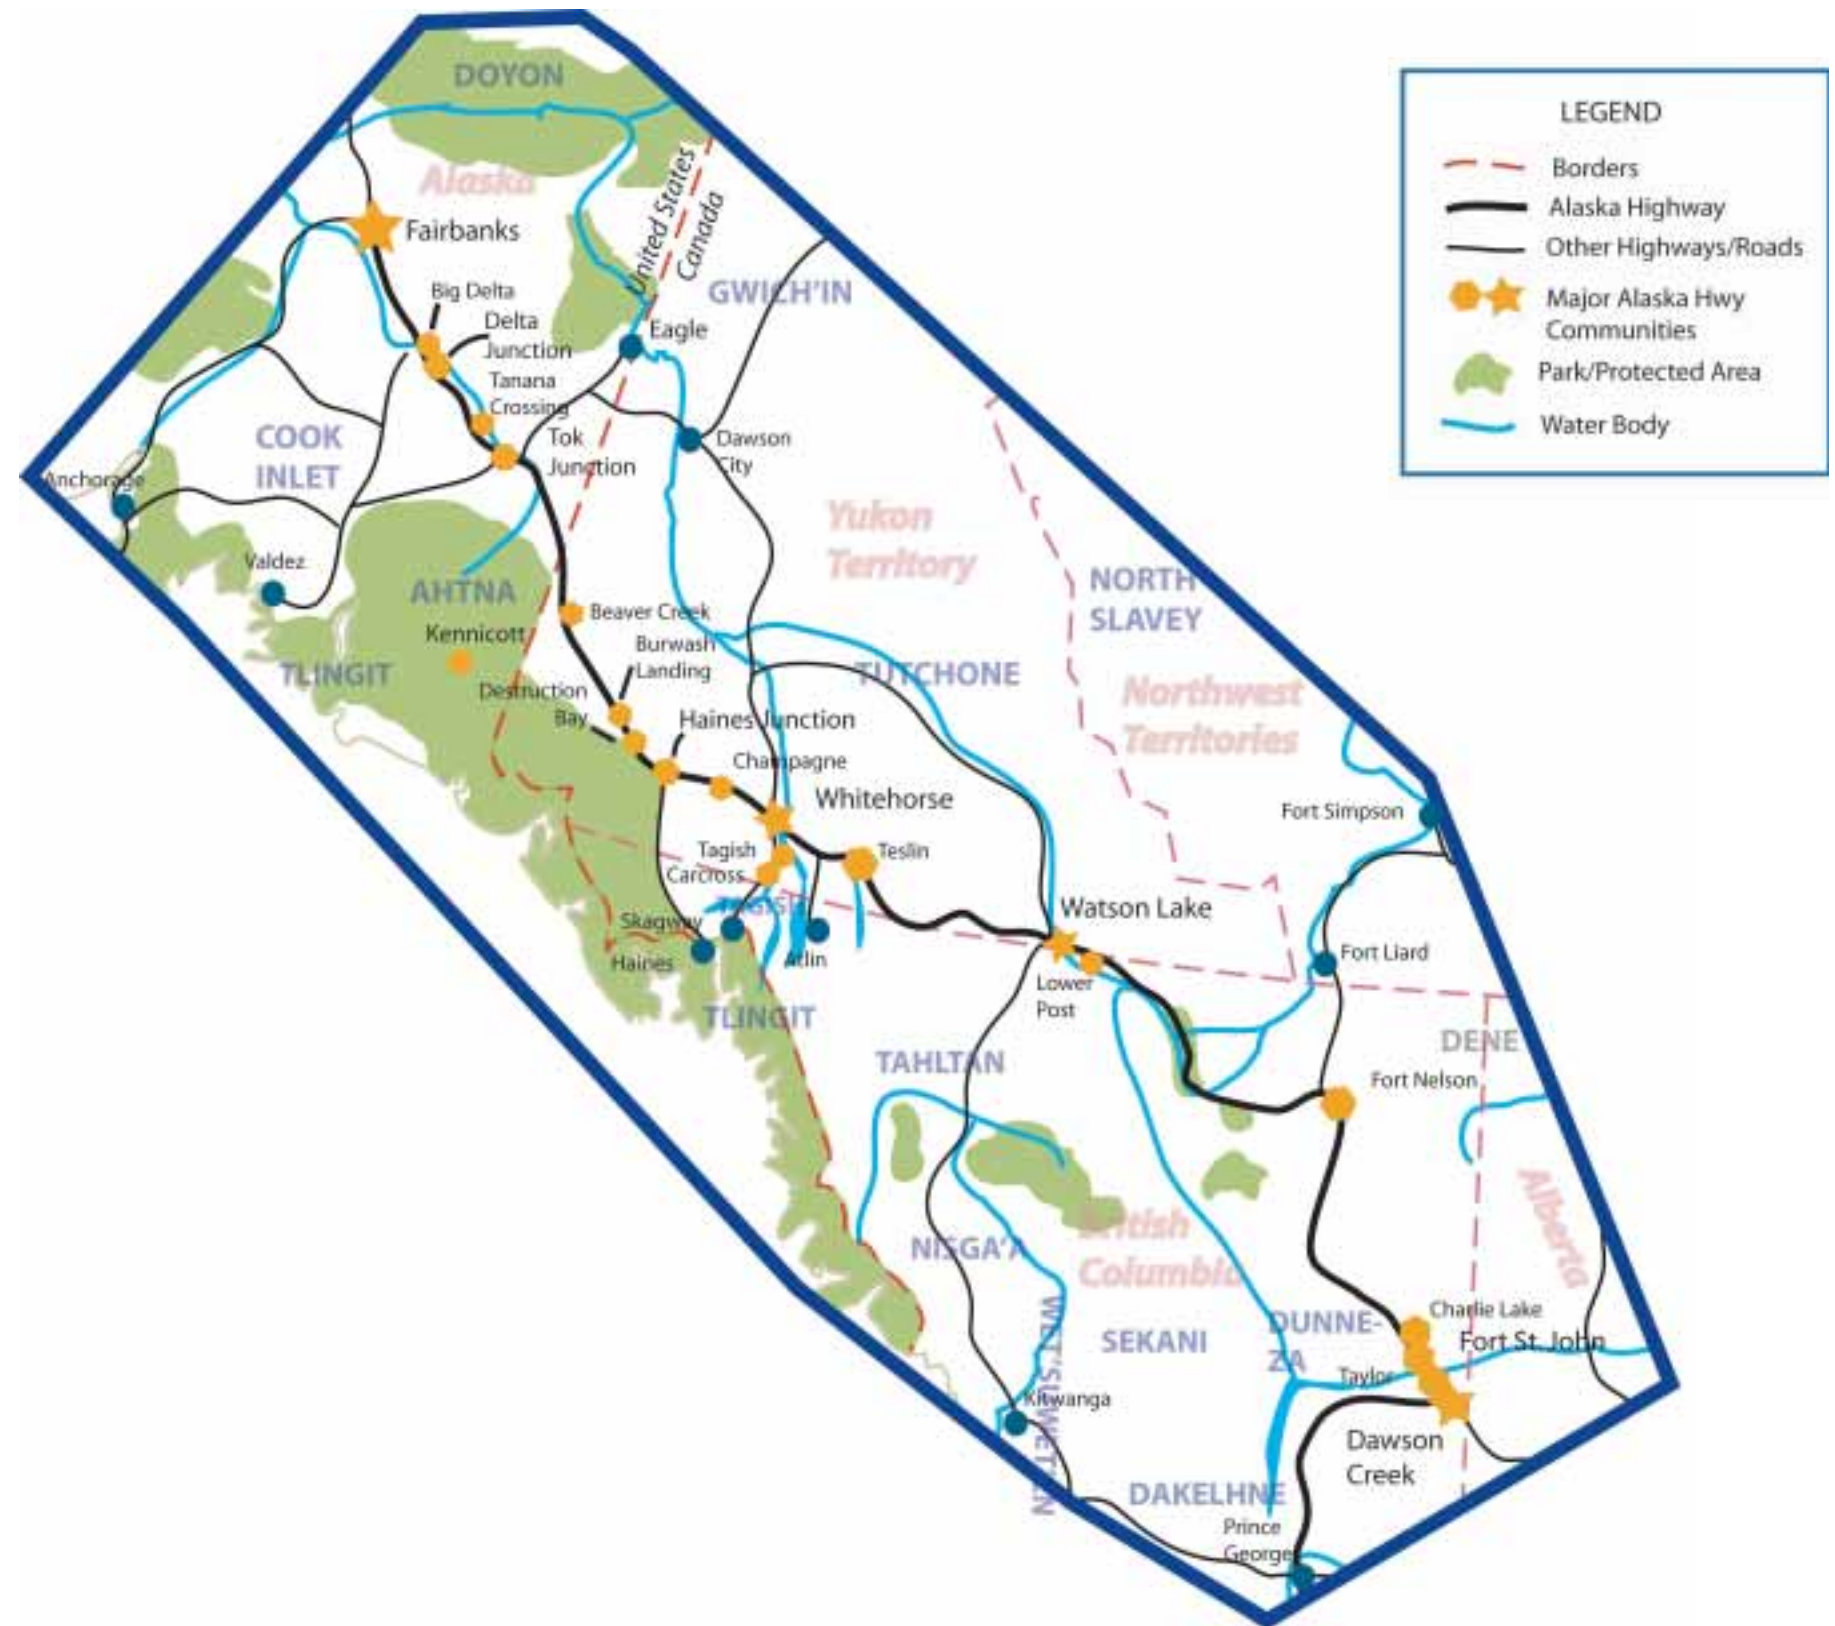 DOYON
LEGEND
Borders
Alaska Highway
Other Highways/Roads
Major Alaska Hwy
Communities
Park/Protected Area
Water Body
Alaska
United States
Canada
Fairbanks
GWICH'IN
Big Delta
Delta
Junction
Eagle
Tanana
Crossing
COOK
INLET
Tok
Junction
Dawson
City
Anchorage
Yukon
Territory
Valdez
AHTNA
NORTH
SLAVEY
Kennicott
Beaver Creek
Burwash
Landing
TLINGIT
TUTCHONE
Destruction
Bay
Northwest
Territories
Haines Junction
Champagne
Whitehorse
Fort Simpson
Tagish
Carcross
Teslin
TAGISH
Skagway
Haines
Atlin
Watson Lake
Fort Liard
Lower
Post
TLINGIT
DENE
TAHLTAN
Fort Nelson
Alberta
British
Columbia
NISGA'A
Charlie Lake
Fort St. John
DUNNE-
ZA
SEKANI
WET'SUWET'EN
Taylor
Kitwanga
Dawson
Creek
DAKELHNE
Prince
George